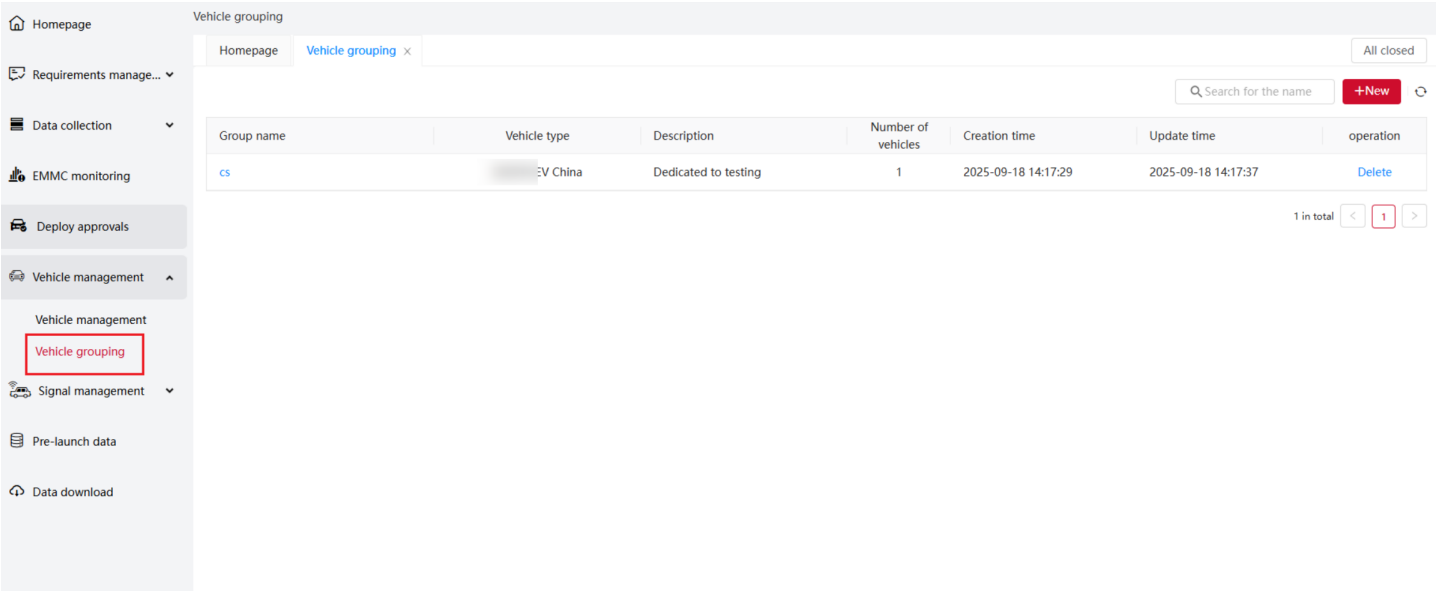 Homepage
Requirements manage...
Data collection
EMMC monitoring
Deploy approvals
Vehicle management
Vehicle management
Vehicle grouping
Signal management
Pre-launch data
Data download
Vehicle grouping
Homepage
Vehicle grouping ×
All closed
Search for the name
+New
Group name Vehicle type Description Number of vehicles Creation time Update time operation
cs EV China Dedicated to testing 1 2025-09-18 14:17:29 2025-09-18 14:17:37 Delete
1 in total < 1 >